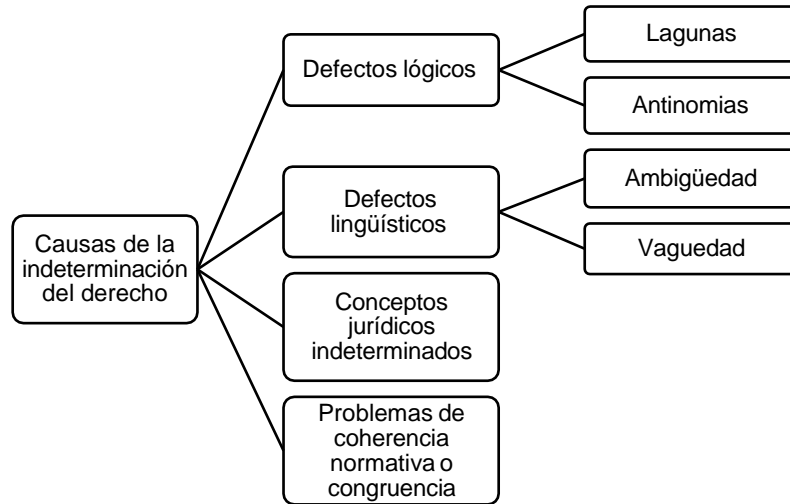 Causas de la
indeterminación
del derecho
Defectos lógicos
Lagunas
Antinomias
Defectos
lingüísticos
Ambigüedad
Vaguedad
Conceptos
jurídicos
indeterminados
Problemas de
coherencia
normativa o
congruencia